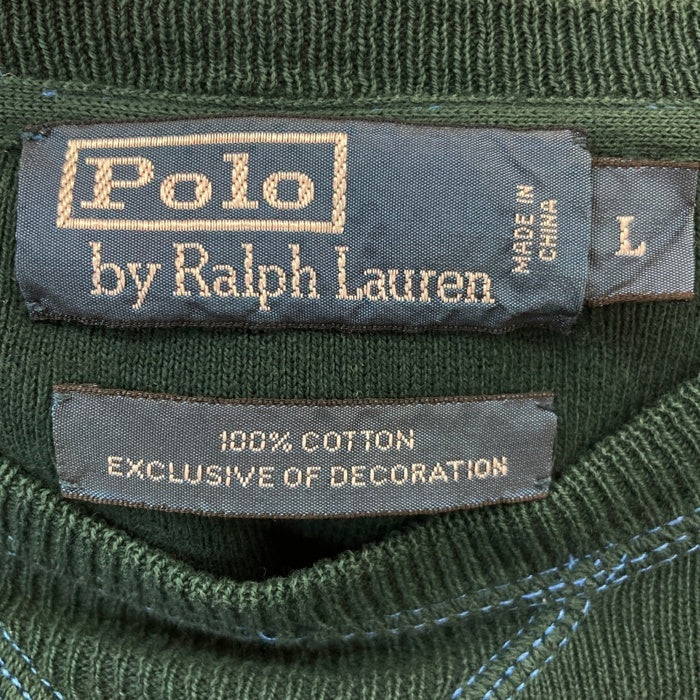 Polo
by Ralph Lauren
MADE IN
CHINA
L
100% COTTON
EXCLUSIVE OF DECORATION